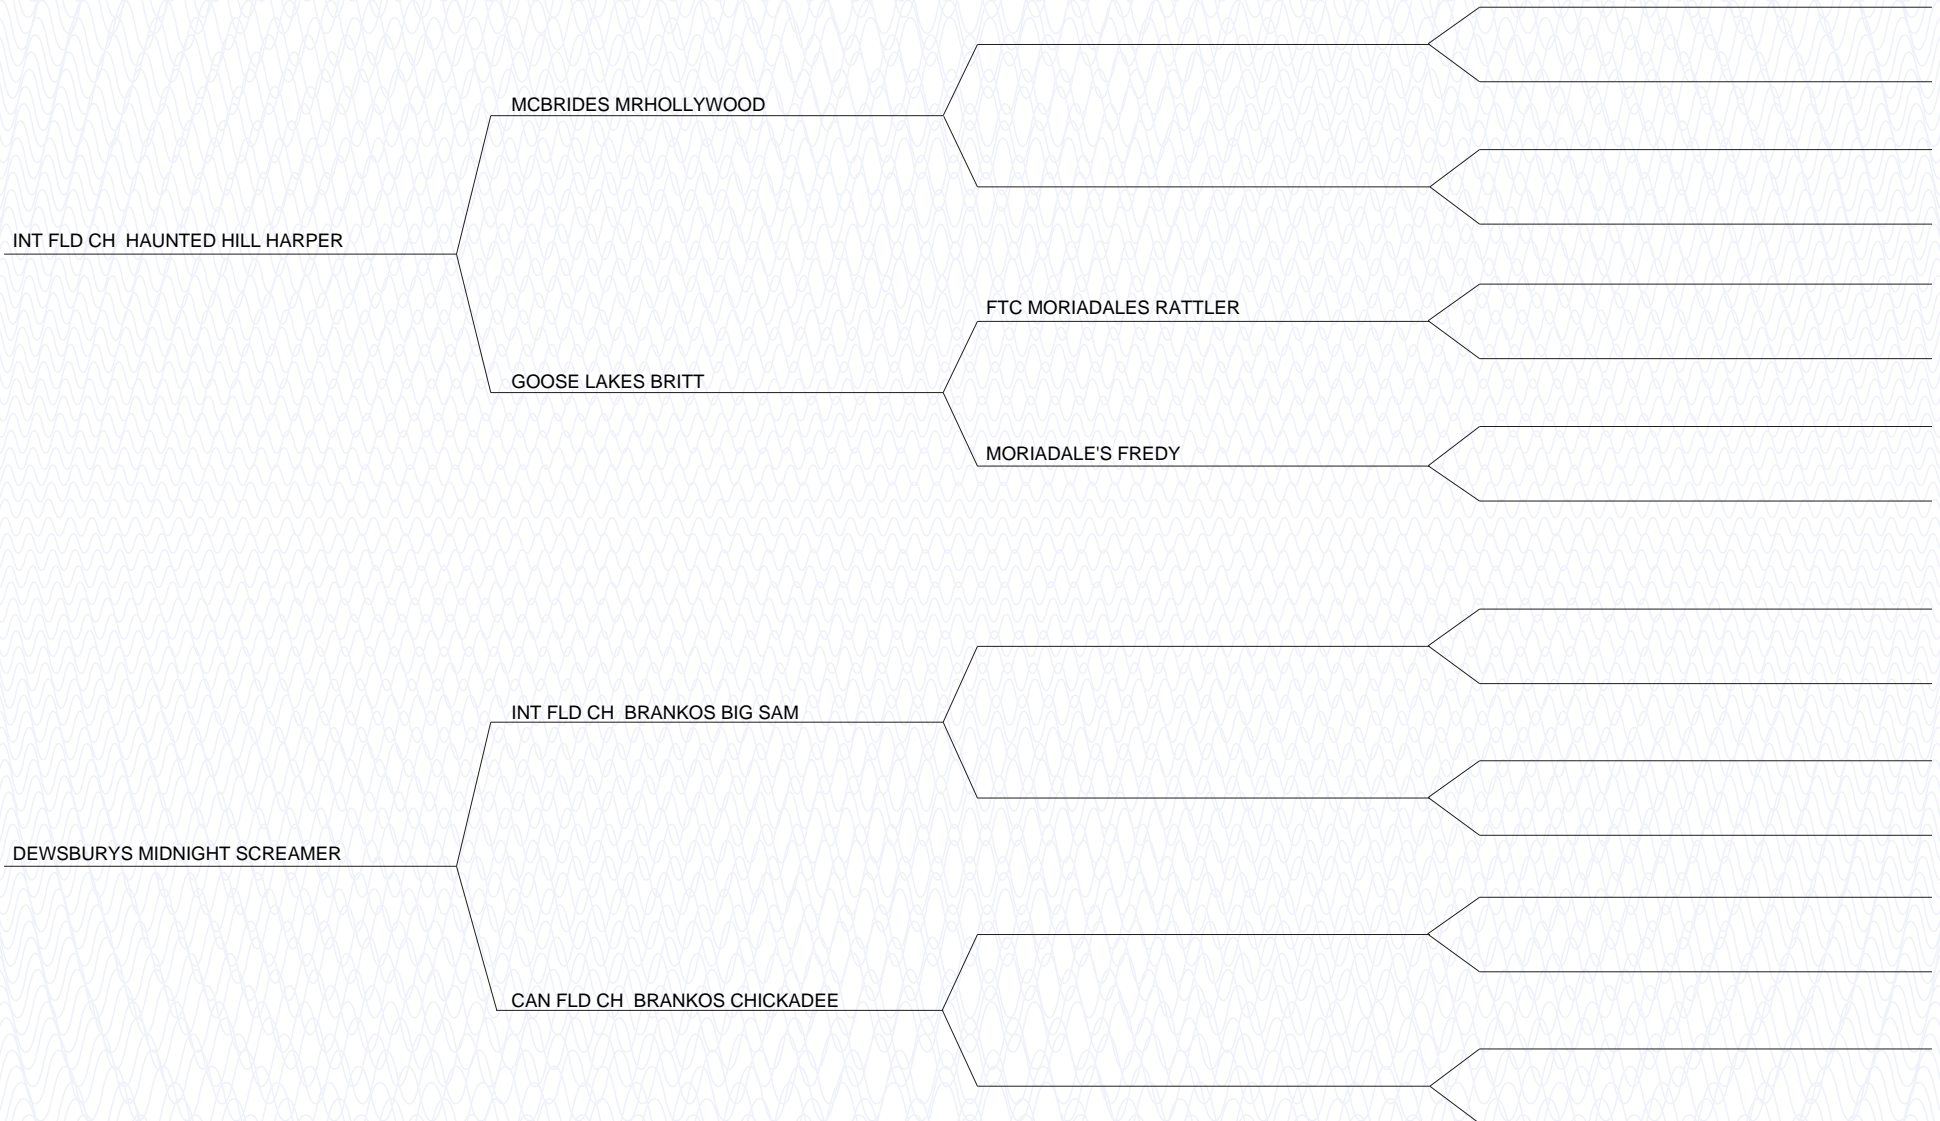 MCBRIDES MRHOLLYWOOD
INT FLD CH  HAUNTED HILL HARPER
FTC MORIADALES RATTLER
GOOSE LAKES BRITT
MORIADALE'S FREDY
INT FLD CH  BRANKOS BIG SAM
DEWSBURYS MIDNIGHT SCREAMER
CAN FLD CH  BRANKOS CHICKADEE